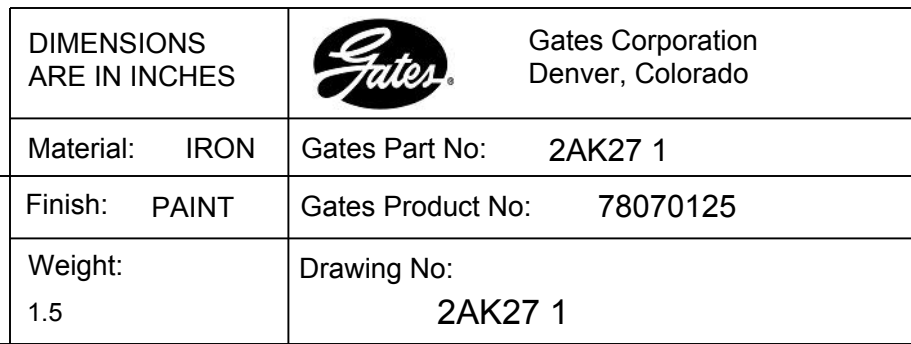 DIMENSIONS
ARE IN INCHES
Gates®
Gates Corporation
Denver, Colorado
Material: IRON
Gates Part No: 2AK27 1
Finish: PAINT
Gates Product No: 78070125
Weight:
1.5
Drawing No:
2AK27 1